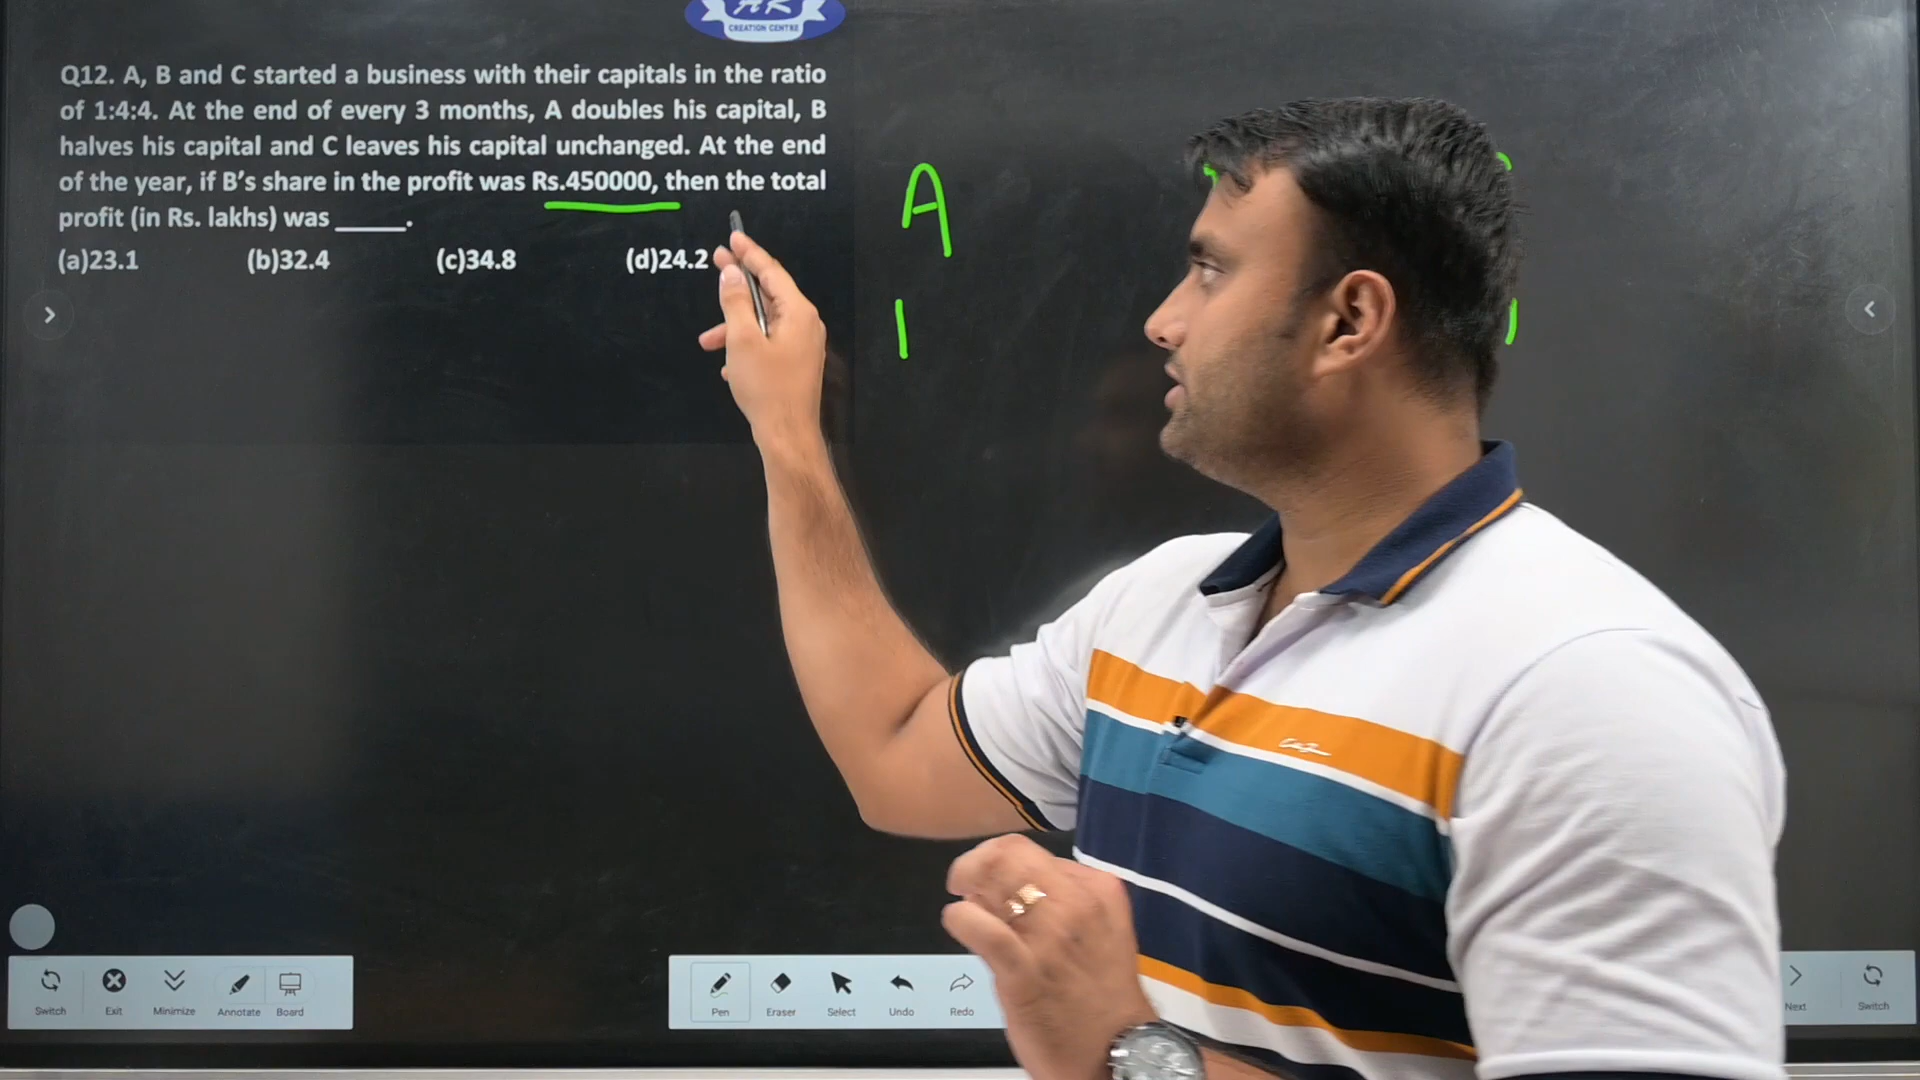 AK
CREATION CENTRE
Q12. A, B and C started a business with their capitals in the ratio
of 1:4:4. At the end of every 3 months, A doubles his capital, B
halves his capital and C leaves his capital unchanged. At the end
of the year, if B's share in the profit was Rs.450000, then the total
profit (in Rs. lakhs) was _____.
(a)23.1 (b)32.4 (c)34.8 (d)24.2
A
1
Switch Exit Minimize Annotate Board
Pen Eraser Select Undo Redo
Next Switch